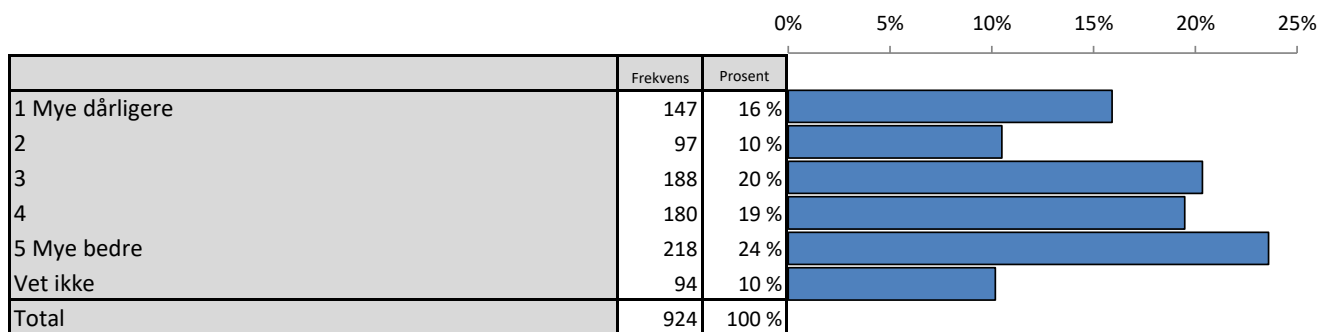 0% 5% 10% 15% 20% 25%
Frekvens Prosent
1 Mye dårligere 147 16 %
2 97 10 %
3 188 20 %
4 180 19 %
5 Mye bedre 218 24 %
Vet ikke 94 10 %
Total 924 100 %